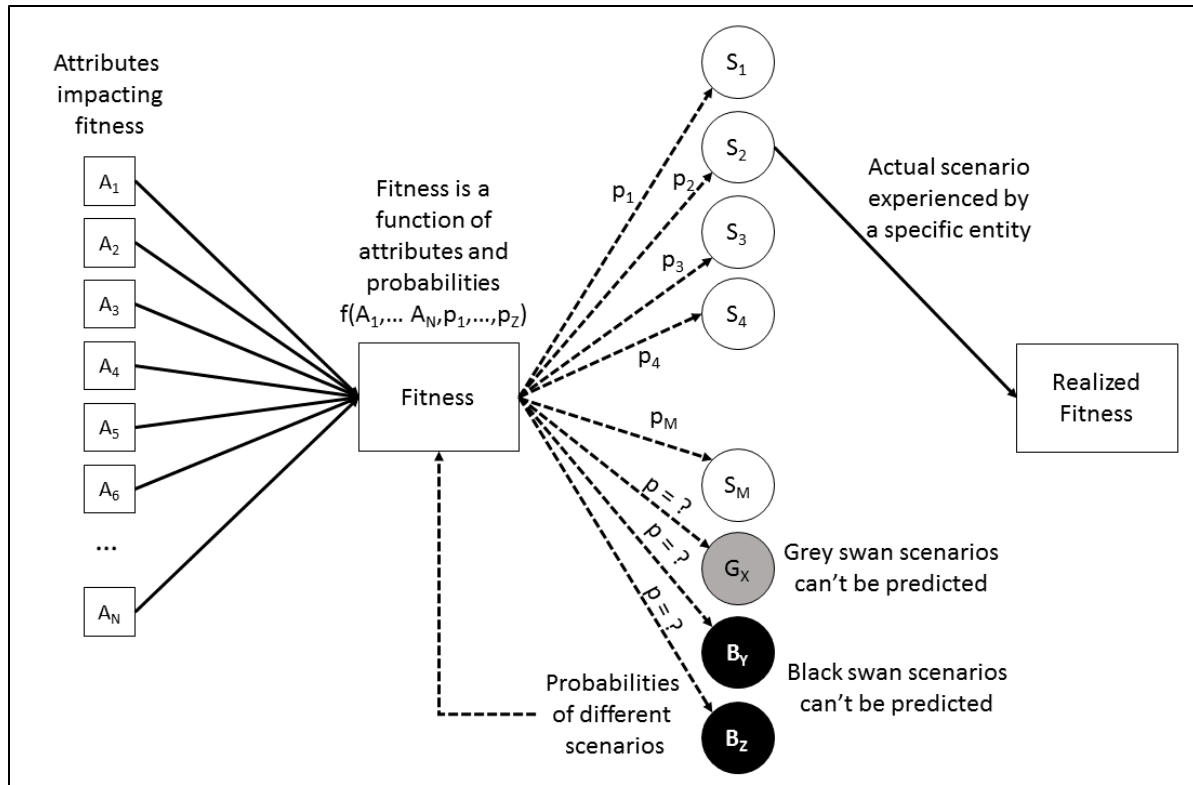 Attributes
impacting
fitness
A1
A2
A3
A4
A5
A6
...
AN
Fitness is a
function of
attributes and
probabilities
f(A1,... AN,p1,...,pZ)
Fitness
Probabilities
of different
scenarios
p1
p2
p3
p4
pM
p = ?
p = ?
p = ?
S1
S2
S3
S4
SM
GX
BY
BZ
Actual scenario
experienced by
a specific entity
Realized
Fitness
Grey swan scenarios
can't be predicted
Black swan scenarios
can't be predicted